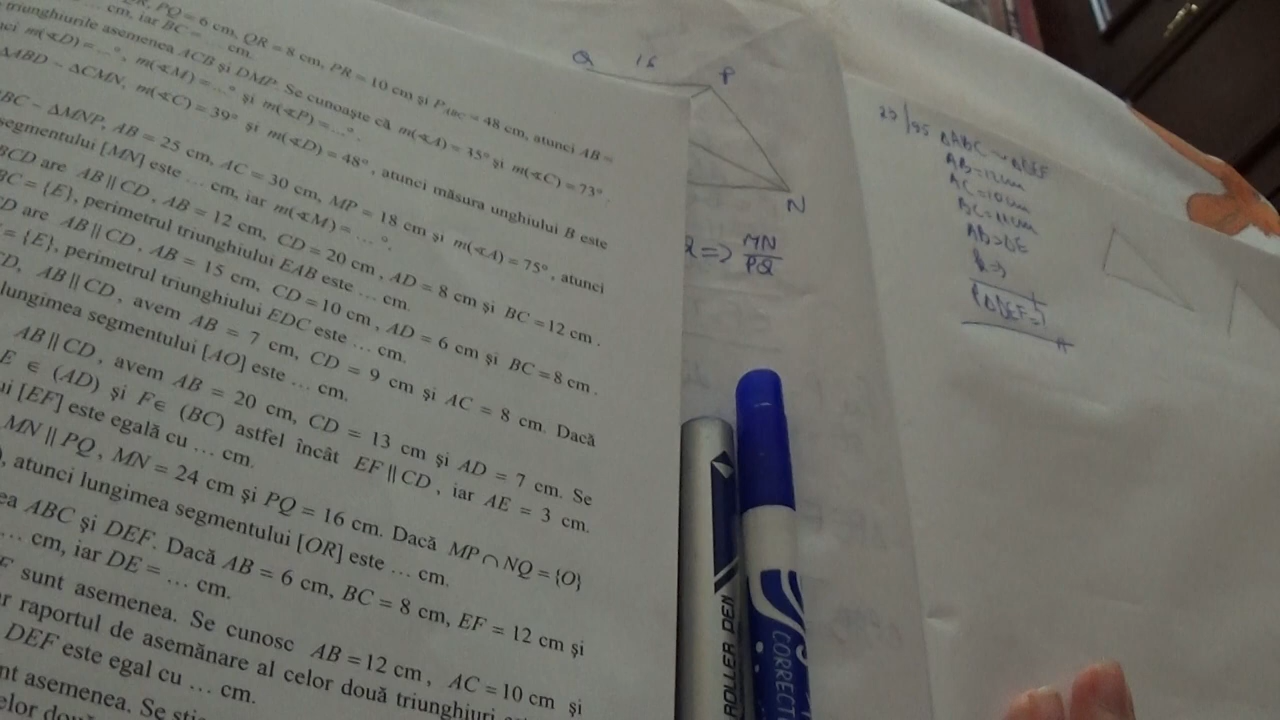 PQ = 6 cm, QR = 8 cm, PR = 10 cm și P_ABC = 48 cm, atunci AB =
cm, iar BC = ... cm.
triunghiurile asemenea ACB și DMP. Se cunoaște că m(∢A) = 35° și m(∢C) = 73°
m(∢D) = ...°, m(∢M) = ...° și m(∢P) = ...°.
ΔABD ~ ΔCMN, m(∢C) = 39° și m(∢D) = 48°, atunci măsura unghiului B este
~ ΔMNP, AB = 25 cm, AC = 30 cm, MP = 18 cm și m(∢A) = 75°, atunci
segmentului [MN] este ... cm, iar m(∢M) = ... °.
are AB || CD, AB = 12 cm, CD = 20 cm, AD = 8 cm și BC = 12 cm.
= {E}, perimetrul triunghiului EAB este ... cm.
are AB || CD, AB = 15 cm, CD = 10 cm, AD = 6 cm și BC = 8 cm.
= {E}, perimetrul triunghiului EDC este ... cm.
AB || CD, avem AB = 7 cm, CD = 9 cm și AC = 8 cm. Dacă
lungimea segmentului [AO] este ... cm.
AB || CD, avem AB = 20 cm, CD = 13 cm și AD = 7 cm. Se
E ∈ (AD) și F∈ (BC) astfel încât EF || CD, iar AE = 3 cm.
[EF] este egală cu ... cm.
MN || PQ, MN = 24 cm și PQ = 16 cm. Dacă MP ∩ NQ = {O}
, atunci lungimea segmentului [OR] este ... cm.
ABC și DEF. Dacă AB = 6 cm, BC = 8 cm, EF = 12 cm și
... cm, iar DE = ... cm.
sunt asemenea. Se cunosc AB = 12 cm, AC = 10 cm și
raportul de asemănare al celor două triunghiuri
DEF este egal cu ... cm.
asemenea. Se
Q 16 P
N
=> MN
PQ
ΔABC ~ ΔDEF
AB=12cm
AC=10cm
BC=11cm
AB>DE
ROLLER PEN